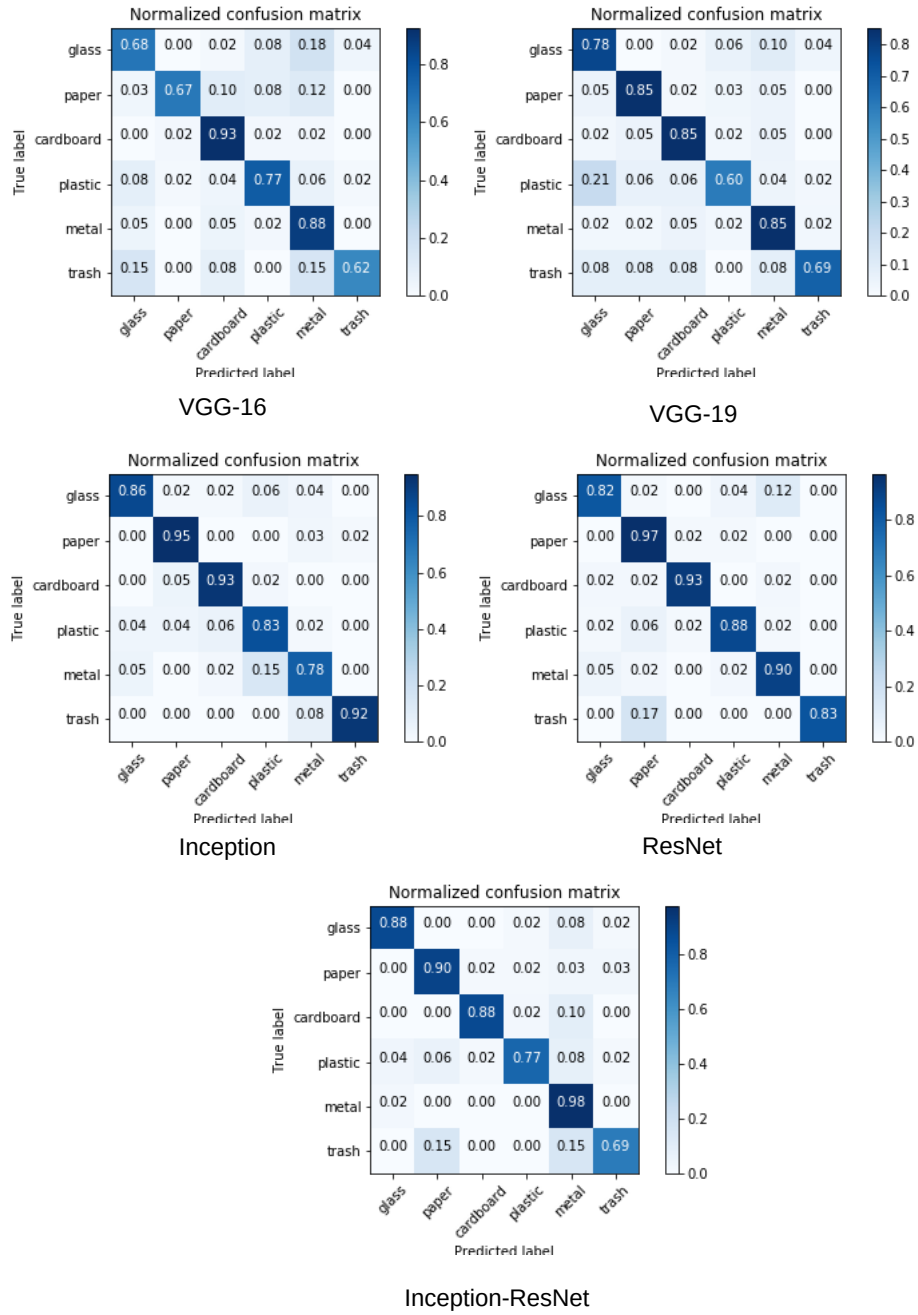 Normalized confusion matrix
glass 0.68 0.00 0.02 0.08 0.18 0.04
paper 0.03 0.67 0.10 0.08 0.12 0.00
cardboard 0.00 0.02 0.93 0.02 0.02 0.00
plastic 0.08 0.02 0.04 0.77 0.06 0.02
metal 0.05 0.00 0.05 0.02 0.88 0.00
trash 0.15 0.00 0.08 0.00 0.15 0.62
True label
glass paper cardboard plastic metal trash
Predicted label
0.8
0.6
0.4
0.2
0.0
VGG-16
Normalized confusion matrix
glass 0.78 0.00 0.02 0.06 0.10 0.04
paper 0.05 0.85 0.02 0.03 0.05 0.00
cardboard 0.02 0.05 0.85 0.02 0.05 0.00
plastic 0.21 0.06 0.06 0.60 0.04 0.02
metal 0.02 0.02 0.05 0.02 0.85 0.02
trash 0.08 0.08 0.08 0.00 0.08 0.69
True label
glass paper cardboard plastic metal trash
Predicted label
0.8
0.7
0.6
0.5
0.4
0.3
0.2
0.1
0.0
VGG-19
Normalized confusion matrix
glass 0.86 0.02 0.02 0.06 0.04 0.00
paper 0.00 0.95 0.00 0.00 0.03 0.02
cardboard 0.00 0.05 0.93 0.02 0.00 0.00
plastic 0.04 0.04 0.06 0.83 0.02 0.00
metal 0.05 0.00 0.02 0.15 0.78 0.00
trash 0.00 0.00 0.00 0.00 0.08 0.92
True label
glass paper cardboard plastic metal trash
Predicted label
0.8
0.6
0.4
0.2
0.0
Inception
Normalized confusion matrix
glass 0.82 0.02 0.00 0.04 0.12 0.00
paper 0.00 0.97 0.02 0.02 0.00 0.00
cardboard 0.02 0.02 0.93 0.00 0.02 0.00
plastic 0.02 0.06 0.02 0.88 0.02 0.00
metal 0.05 0.02 0.00 0.02 0.90 0.00
trash 0.00 0.17 0.00 0.00 0.00 0.83
True label
glass paper cardboard plastic metal trash
Predicted label
0.8
0.6
0.4
0.2
0.0
ResNet
Normalized confusion matrix
glass 0.88 0.00 0.00 0.02 0.08 0.02
paper 0.00 0.90 0.02 0.02 0.03 0.03
cardboard 0.00 0.00 0.88 0.02 0.10 0.00
plastic 0.04 0.06 0.02 0.77 0.08 0.02
metal 0.02 0.00 0.00 0.00 0.98 0.00
trash 0.00 0.15 0.00 0.00 0.15 0.69
True label
glass paper cardboard plastic metal trash
Predicted label
0.8
0.6
0.4
0.2
0.0
Inception-ResNet